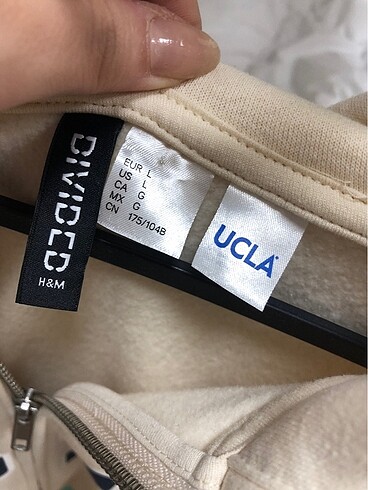 DIVIDED
H&M
EUR L
US L
CA G
MX G
CN 175/104B
UCLA